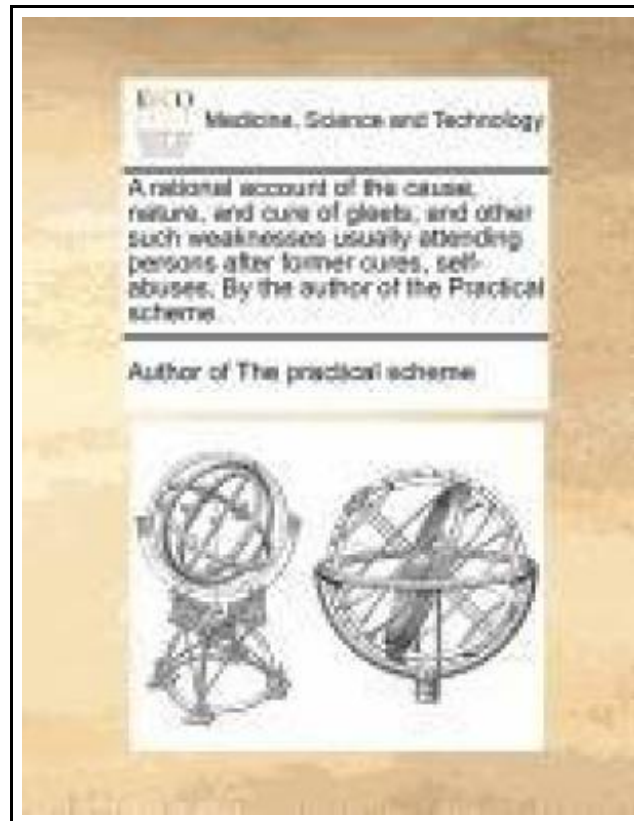 ECCO
Medicine, Science and Technology
A rational account of the cause,
nature, and cure of gleets, and other
such weaknesses usually attending
persons after former cures, self-
abuses, By the author of the Practical
scheme
Author of The practical scheme